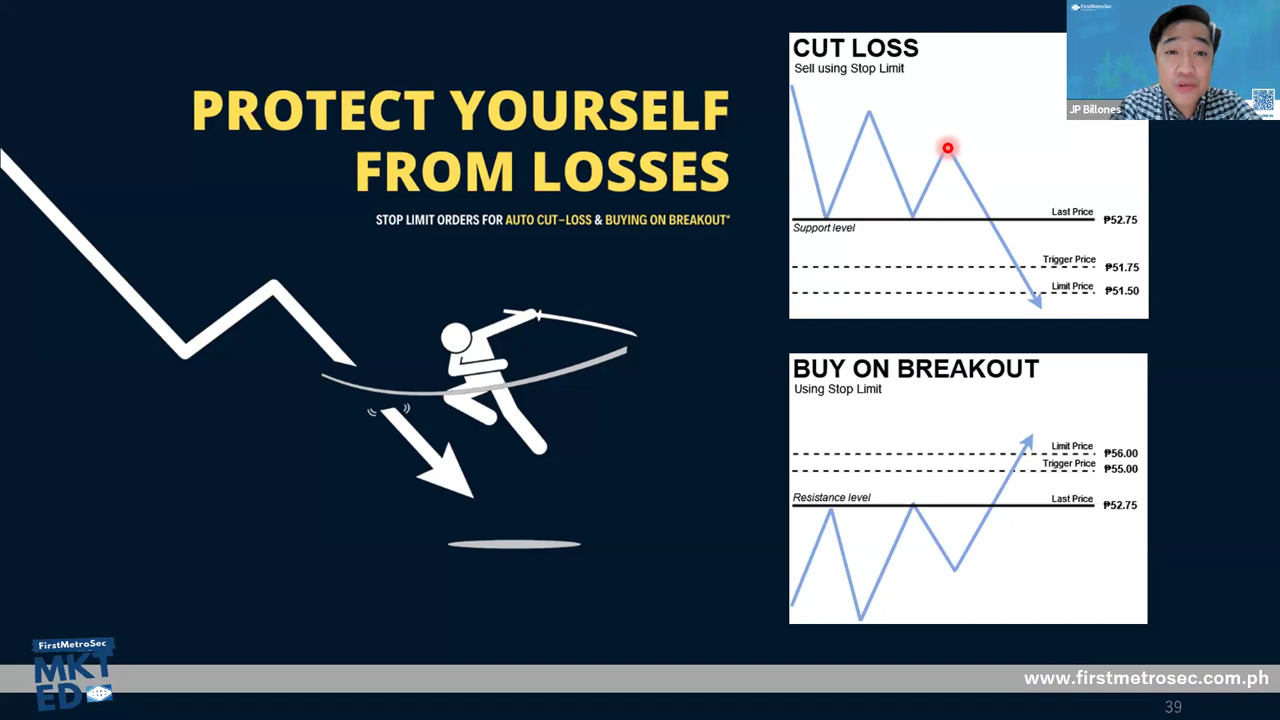 PROTECT YOURSELF
FROM LOSSES
STOP LIMIT ORDERS FOR AUTO CUT-LOSS & BUYING ON BREAKOUT*
CUT LOSS
Sell using Stop Limit
Last Price ₱52.75
Support level
Trigger Price ₱51.75
Limit Price ₱51.50
BUY ON BREAKOUT
Using Stop Limit
Limit Price ₱56.00
Trigger Price ₱55.00
Resistance level
Last Price ₱52.75
FirstMetroSec
JP Billones
FirstMetroSec
MKT
ED
www.firstmetrosec.com.ph
39